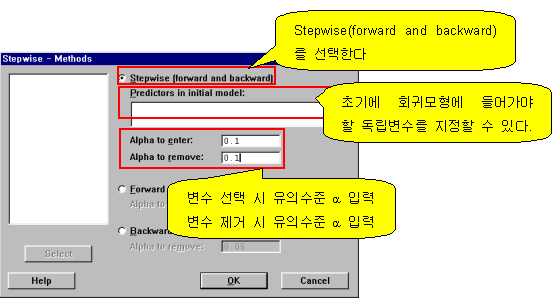 Stepwise(forward and backward)
를 선택한다
Stepwise - Methods
Stepwise (forward and backward)
Predictors in initial model:
초기에 회귀모형에 들어가야
할 독립변수를 지정할 수 있다.
Alpha to enter: 0.1
Alpha to remove: 0.1
변수 선택 시 유의수준 α 입력
변수 제거 시 유의수준 α 입력
Forward
Alpha to
Backward
Alpha to remove: 0.05
Select
Help
OK
Cancel